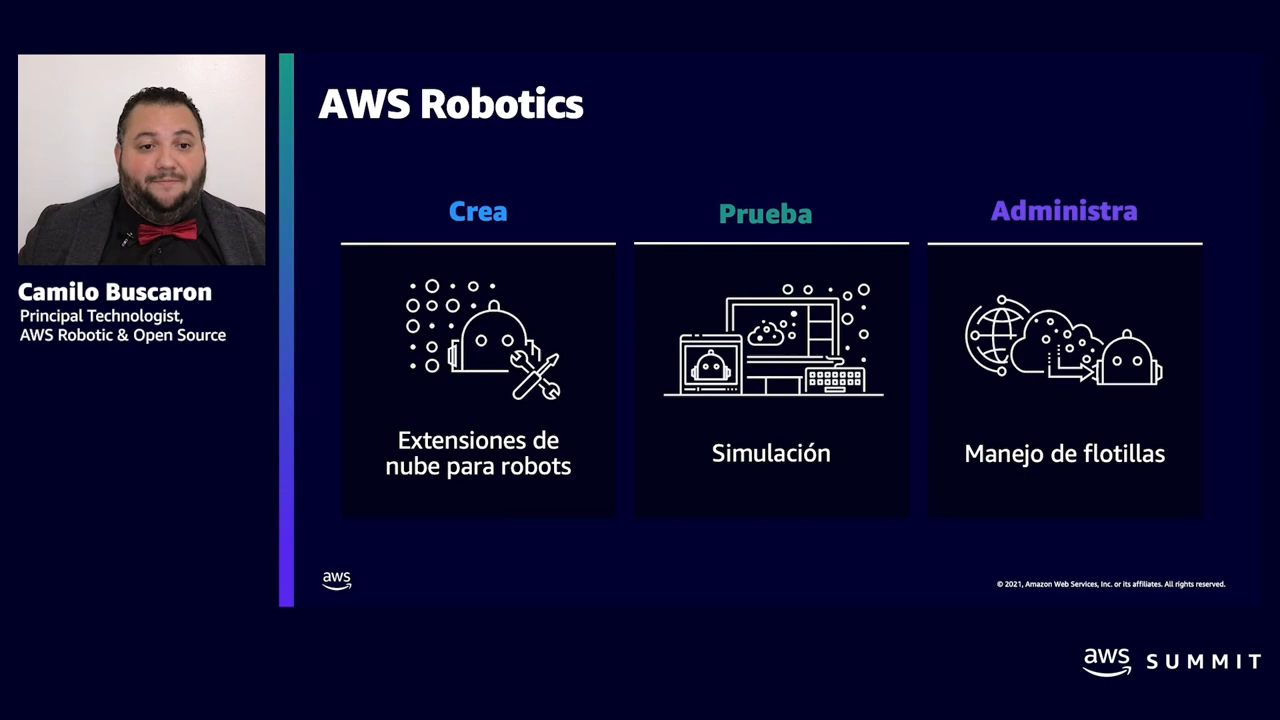 AWS Robotics
Crea
Prueba
Administra
Camilo Buscaron
Principal Technologist,
AWS Robotic & Open Source
Extensiones de
nube para robots
Simulación
Manejo de flotillas
aws
© 2021, Amazon Web Services, Inc. or its affiliates. All rights reserved.
aws SUMMIT